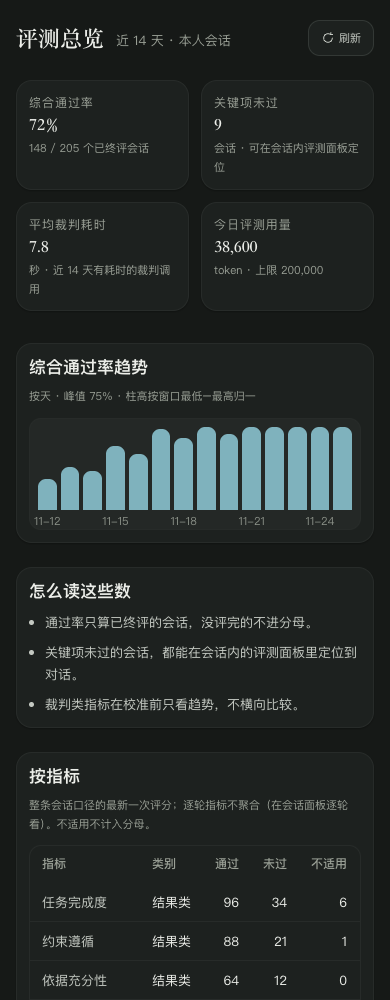 评测总览 近 14 天 · 本人会话 刷新
综合通过率
72%
148 / 205 个已终评会话
关键项未过
9
会话 · 可在会话内评测面板定
位
平均裁判耗时
7.8
秒 · 近 14 天有耗时的裁判调
用
今日评测用量
38,600
token · 上限 200,000
综合通过率趋势
按天 · 峰值 75% · 柱高按窗口最低—最高归一
11-12 11-15 11-18 11-21 11-24
怎么读这些数
• 通过率只算已终评的会话，没评完的不进分母。
• 关键项未过的会话，都能在会话内的评测面板里定位到
对话。
• 裁判类指标在校准前只看趋势，不横向比较。
按指标
整条会话口径的最新一次评分；逐轮指标不聚合（在会话面板逐轮
看）。不适用不计入分母。
指标 类别 通过 未过 不适用
任务完成度 结果类 96 34 6
约束遵循 结果类 88 21 1
依据充分性 结果类 64 12 0